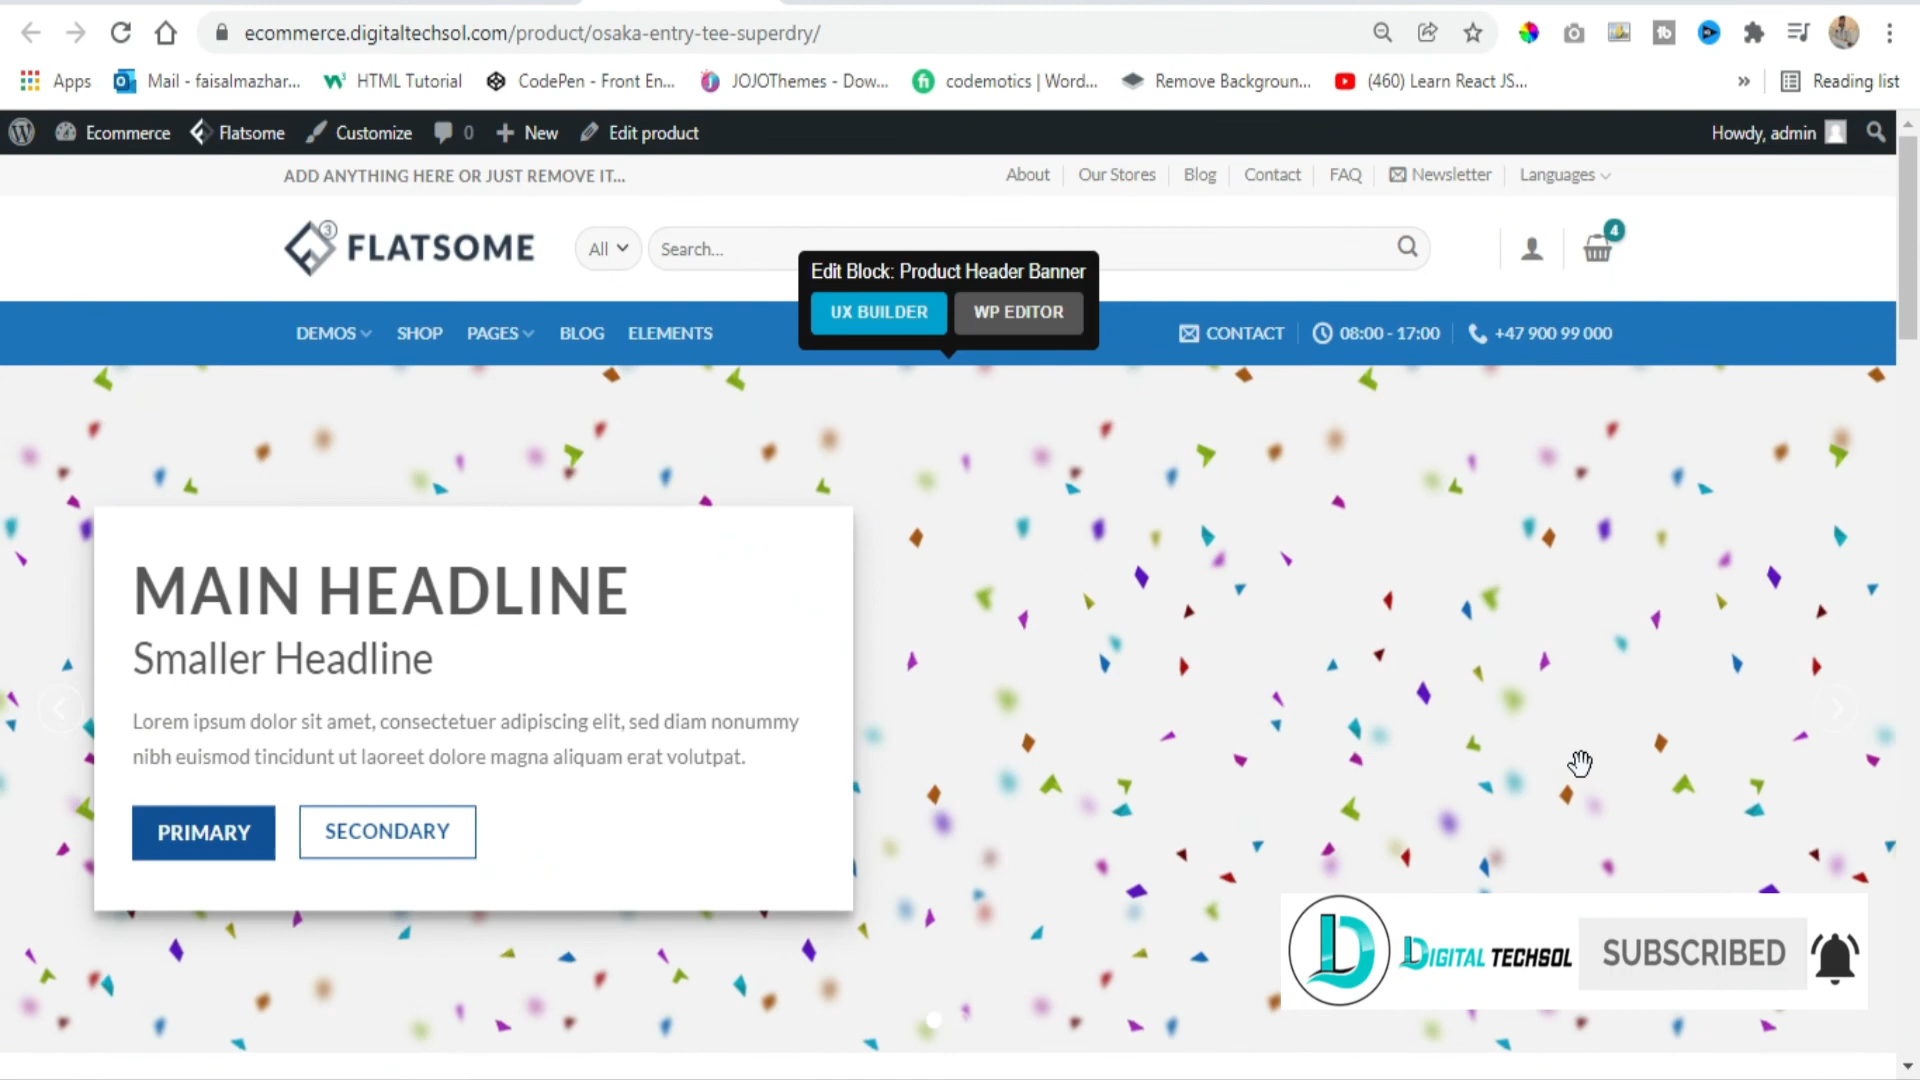 ecommerce.digitaltechsol.com/product/osaka-entry-tee-superdry/
Apps
Mail - faisalmazhar...
HTML Tutorial
CodePen - Front En...
JOJOThemes - Dow...
codemotics | Word...
Remove Backgroun...
(460) Learn React JS...
»
Reading list
Ecommerce
Flatsome
Customize
0
New
Edit product
Howdy, admin
ADD ANYTHING HERE OR JUST REMOVE IT...
About
Our Stores
Blog
Contact
FAQ
Newsletter
Languages
3
FLATSOME
All
Search...
4
Edit Block: Product Header Banner
UX BUILDER
WP EDITOR
DEMOS
SHOP
PAGES
BLOG
ELEMENTS
CONTACT
08:00 - 17:00
+47 900 99 000
MAIN HEADLINE
Smaller Headline
Lorem ipsum dolor sit amet, consectetuer adipiscing elit, sed diam nonummy
nibh euismod tincidunt ut laoreet dolore magna aliquam erat volutpat.
PRIMARY
SECONDARY
DIGITAL TECHSOL
SUBSCRIBED